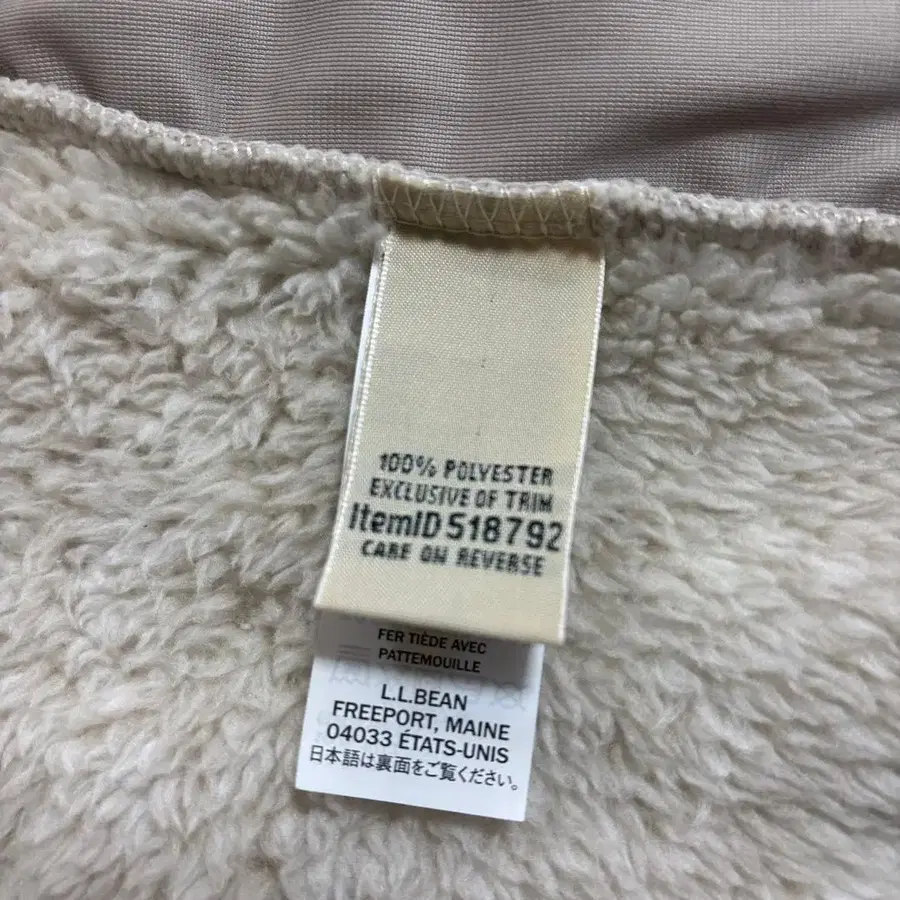 100% POLYESTER
EXCLUSIVE OF TRIM
ItemID 518792
CARE ON REVERSE
FER TIÈDE AVEC
PATTEMOUILLE
L.L.BEAN
FREEPORT, MAINE
04033 ÉTATS-UNIS
日本語は裏面をご覧ください。